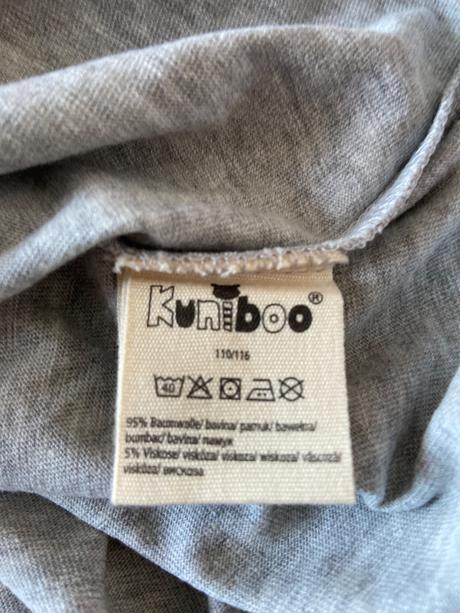 Kuniboo®
110/116
40
95% Baumwolle/ bavlna/ pamuk/ bawełna/
bumbac/ bavlna/ памук
5% Viskose/ viskóza/ viskoza/ wiskoza/ vâscoză/
viskóza/ вискоза